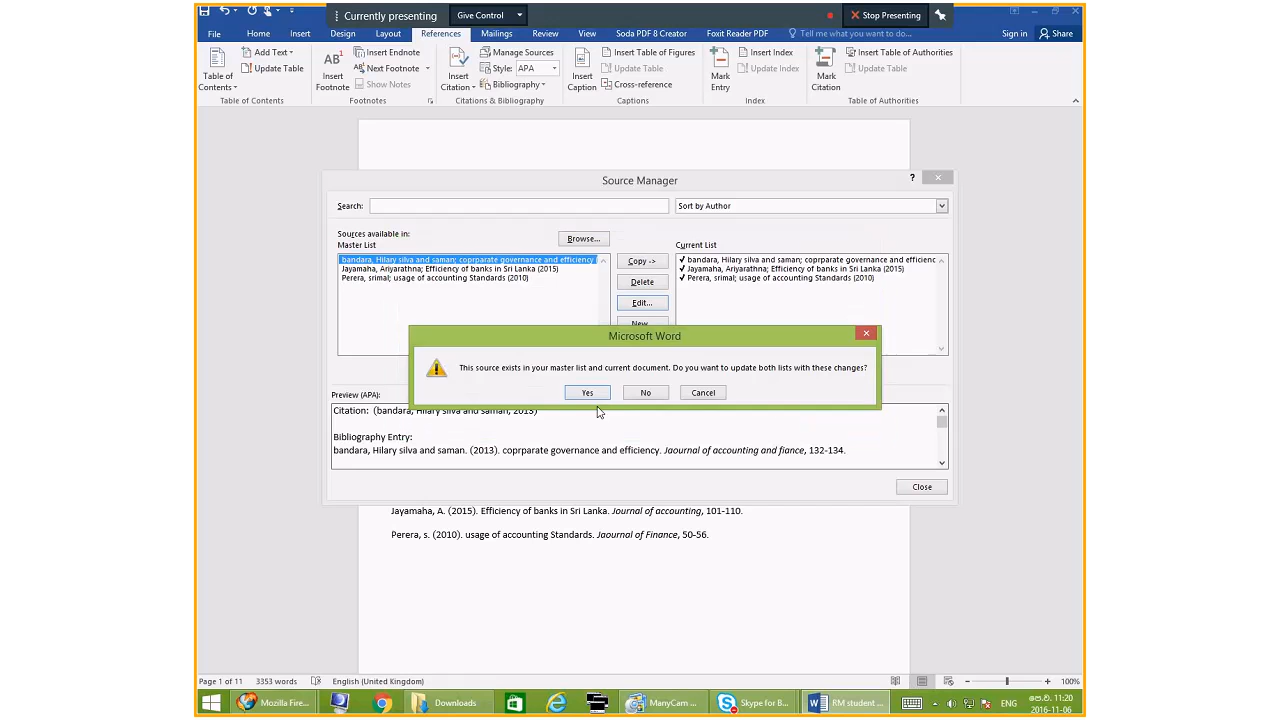 Currently presenting Give Control Stop Presenting
File Home Insert Design Layout References Mailings Review View Soda PDF 8 Creator Foxit Reader PDF Tell me what you want to do... Sign in Share
Table of Contents
Add Text
Update Table
Insert Footnote
Insert Endnote
Next Footnote
Show Notes
Insert Citation
Manage Sources
Style: APA
Bibliography
Insert Caption
Insert Table of Figures
Update Table
Cross-reference
Mark Entry
Insert Index
Update Index
Mark Citation
Insert Table of Authorities
Update Table
Table of Contents Footnotes Citations & Bibliography Captions Index Table of Authorities
Source Manager
Search: Sort by Author
Sources available in:
Master List
Browse...
Current List
bandara, Hilary silva and saman; coprparate governance and efficiency (
Jayamaha, Ariyarathna; Efficiency of banks in Sri Lanka (2015)
Perera, srimal; usage of accounting Standards (2010)
Copy ->
Delete
Edit...
New...
✓ bandara, Hilary silva and saman; coprparate governance and efficienc
✓ Jayamaha, Ariyarathna; Efficiency of banks in Sri Lanka (2015)
✓ Perera, srimal; usage of accounting Standards (2010)
Microsoft Word
This source exists in your master list and current document. Do you want to update both lists with these changes?
Yes No Cancel
Preview (APA):
Citation: (bandara, Hilary silva and saman, 2013)
Bibliography Entry:
bandara, Hilary silva and saman. (2013). coprparate governance and efficiency. Jaournal of accounting and fiance, 132-134.
Close
Jayamaha, A. (2015). Efficiency of banks in Sri Lanka. Journal of accounting, 101-110.
Perera, s. (2010). usage of accounting Standards. Jaournal of Finance, 50-56.
Page 1 of 11 3353 words English (United Kingdom) 100%
Mozilla Fire... Downloads ManyCam ... Skype for B... RM student ... ENG 11:20
2016-11-06